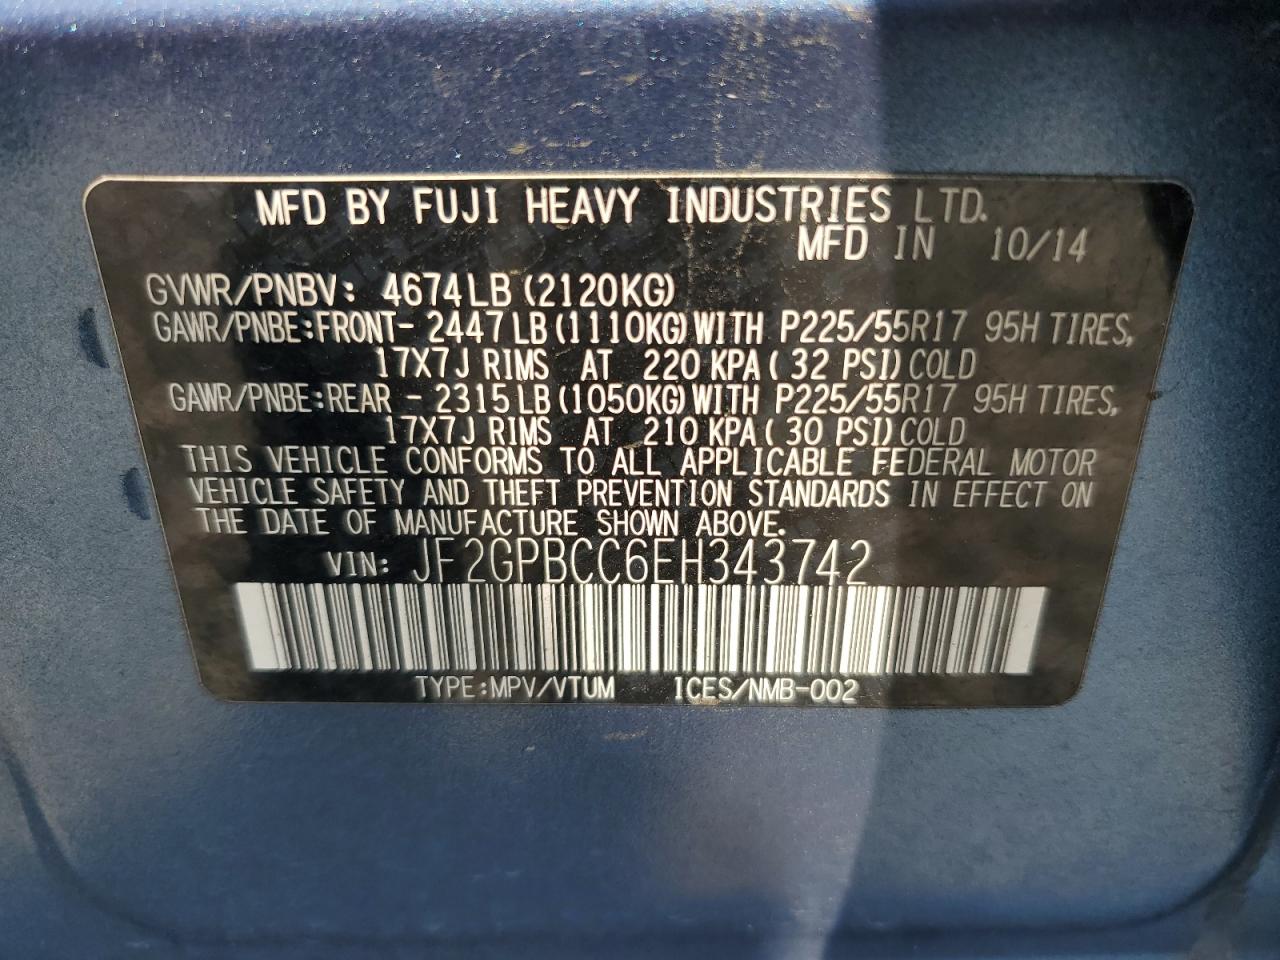 MFD BY FUJI HEAVY INDUSTRIES LTD.
MFD IN 10/14
GVWR/PNBV: 4674LB (2120KG)
GAWR/PNBE:FRONT- 2447LB(1110KG)WITH P225/55R17 95H TIRES,
17X7J RIMS AT 220 KPA( 32 PSI)COLD
GAWR/PNBE:REAR - 2315LB(1050KG)WITH P225/55R17 95H TIRES,
17X7J RIMS AT 210 KPA( 30 PSI)COLD
THIS VEHICLE CONFORMS TO ALL APPLICABLE FEDERAL MOTOR
VEHICLE SAFETY AND THEFT PREVENTION STANDARDS IN EFFECT ON
THE DATE OF MANUFACTURE SHOWN ABOVE.
VIN: JF2GPBCC6EH343742
TYPE:MPV/VTUM ICES/NMB-002